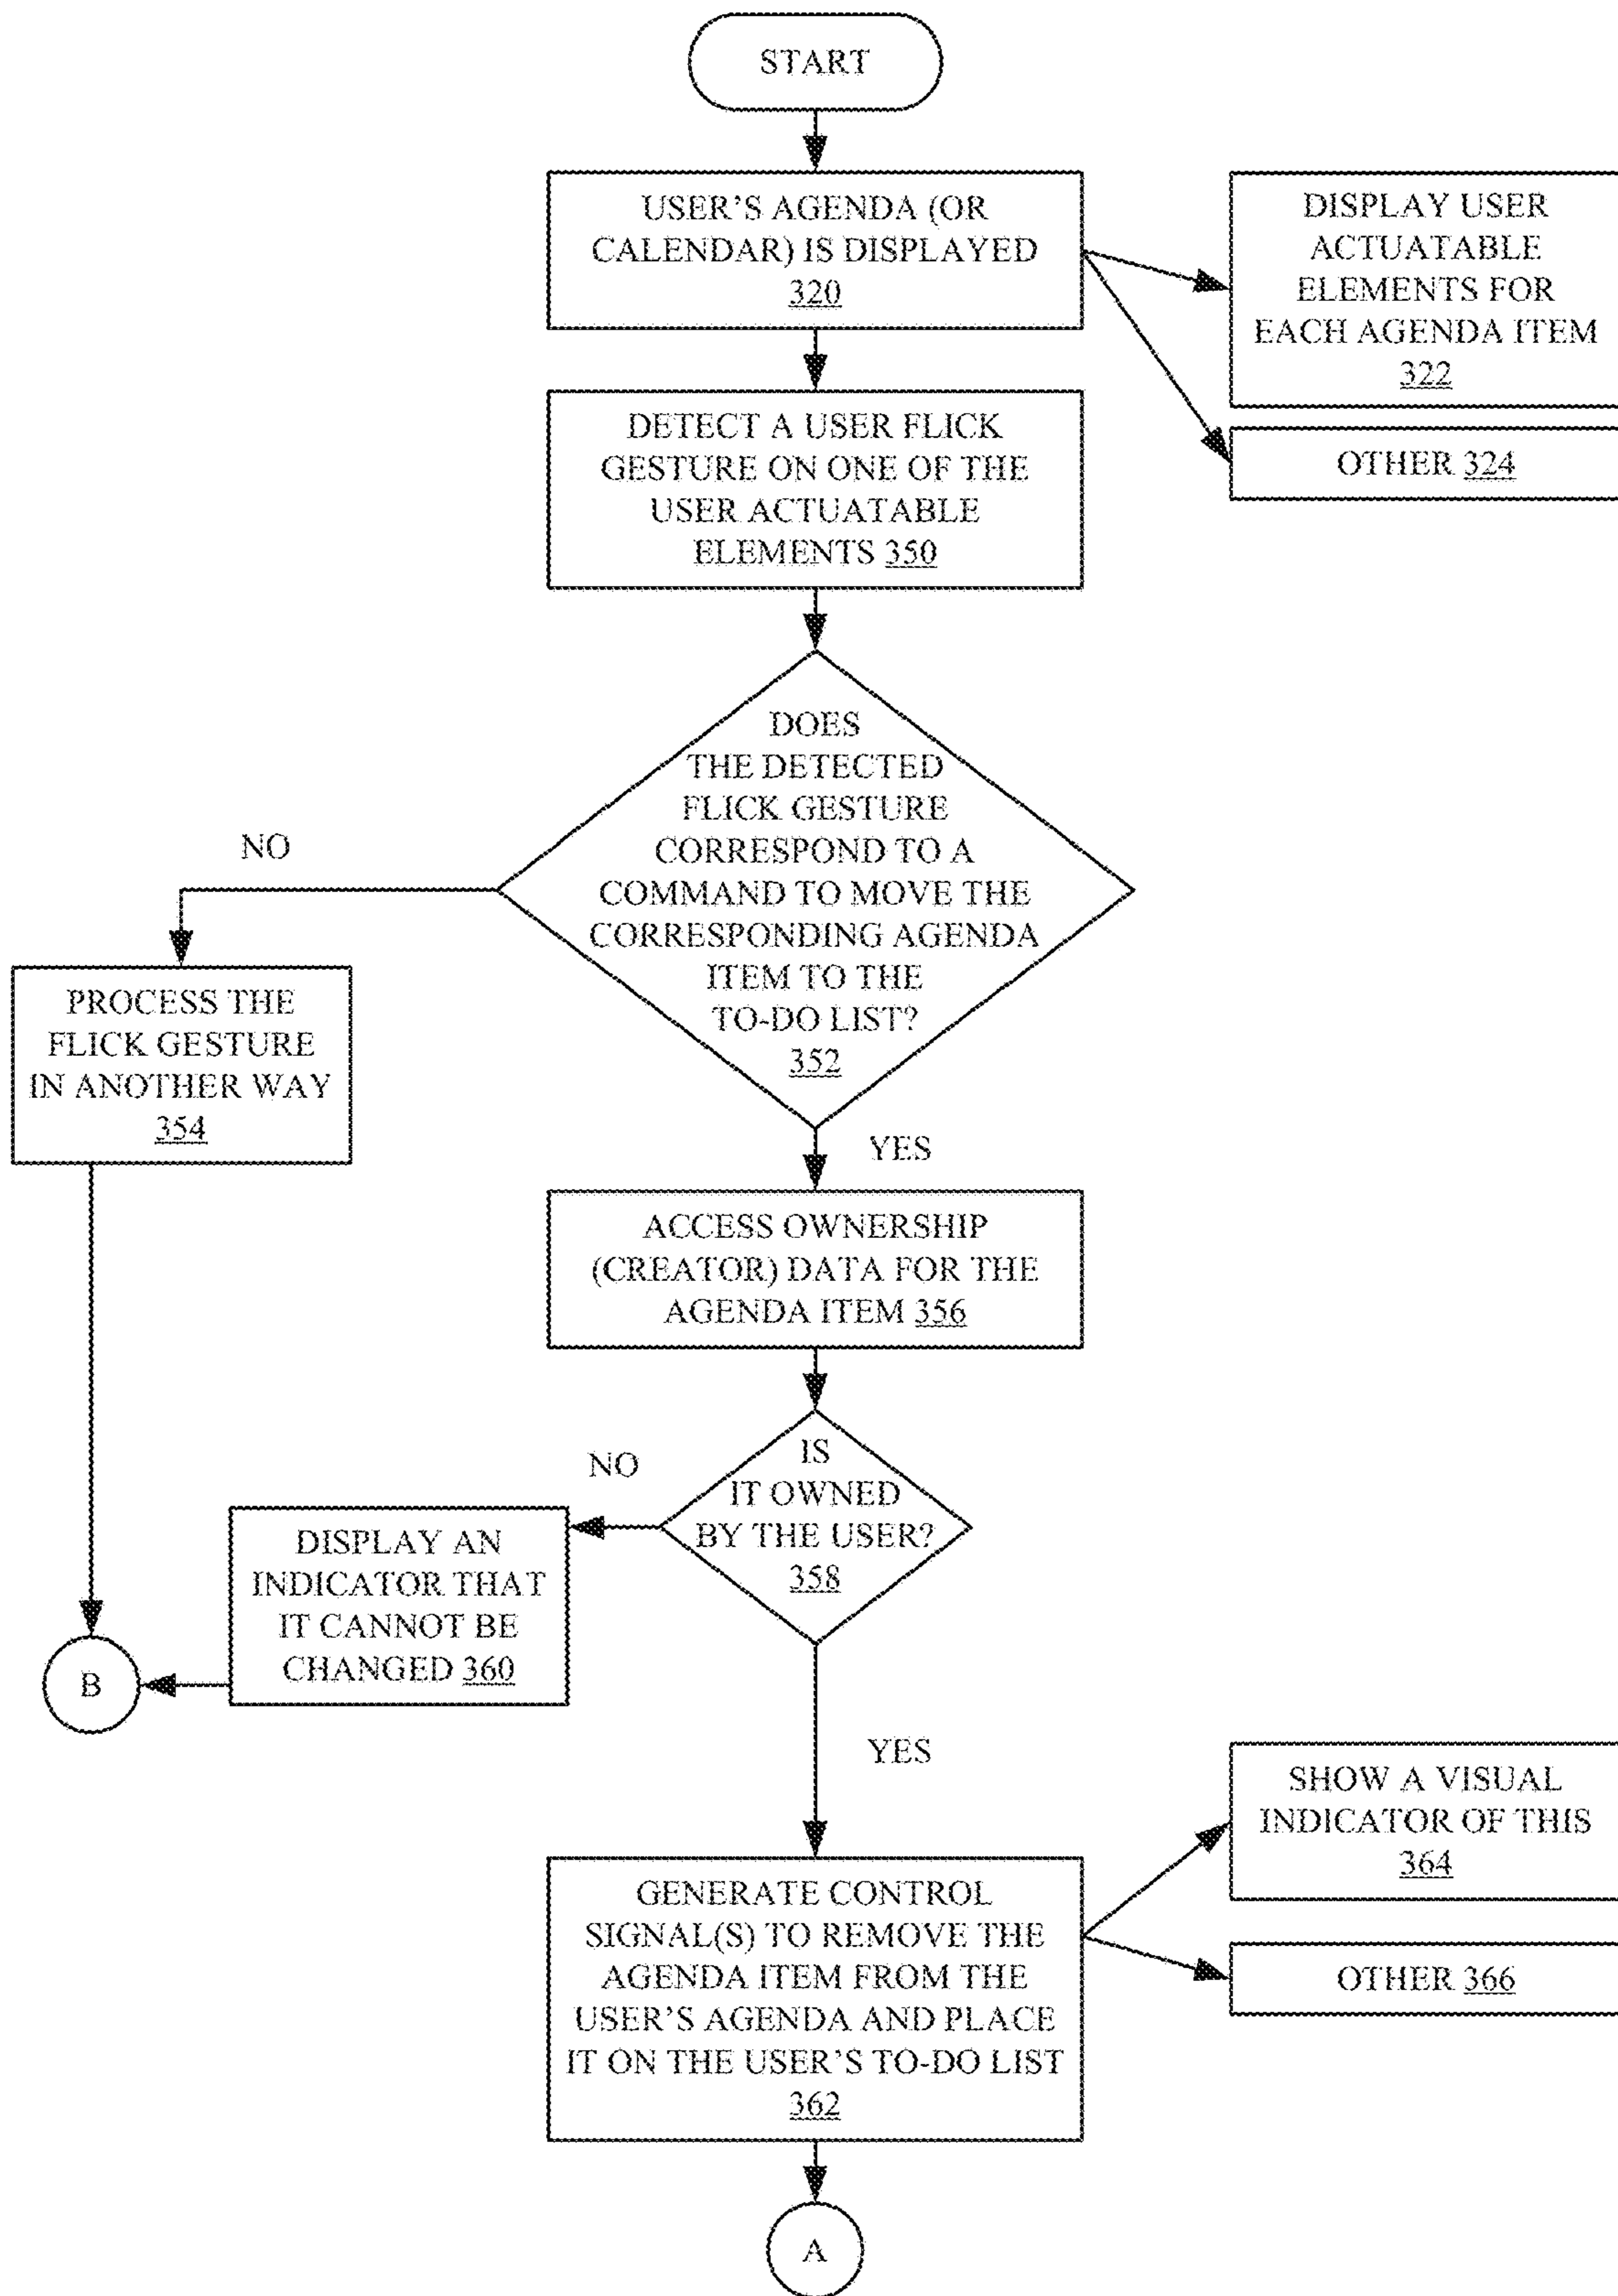 START
USER'S AGENDA (OR
CALENDAR) IS DISPLAYED
320
DISPLAY USER
ACTUATABLE
ELEMENTS FOR
EACH AGENDA ITEM
322
OTHER 324
DETECT A USER FLICK
GESTURE ON ONE OF THE
USER ACTUATABLE
ELEMENTS 350
DOES
THE DETECTED
FLICK GESTURE
CORRESPOND TO A
COMMAND TO MOVE THE
CORRESPONDING AGENDA
ITEM TO THE
TO-DO LIST?
352
NO
PROCESS THE
FLICK GESTURE
IN ANOTHER WAY
354
YES
ACCESS OWNERSHIP
(CREATOR) DATA FOR THE
AGENDA ITEM 356
IS
IT OWNED
BY THE USER?
358
NO
DISPLAY AN
INDICATOR THAT
IT CANNOT BE
CHANGED 360
B
YES
GENERATE CONTROL
SIGNAL(S) TO REMOVE THE
AGENDA ITEM FROM THE
USER'S AGENDA AND PLACE
IT ON THE USER'S TO-DO LIST
362
SHOW A VISUAL
INDICATOR OF THIS
364
OTHER 366
A